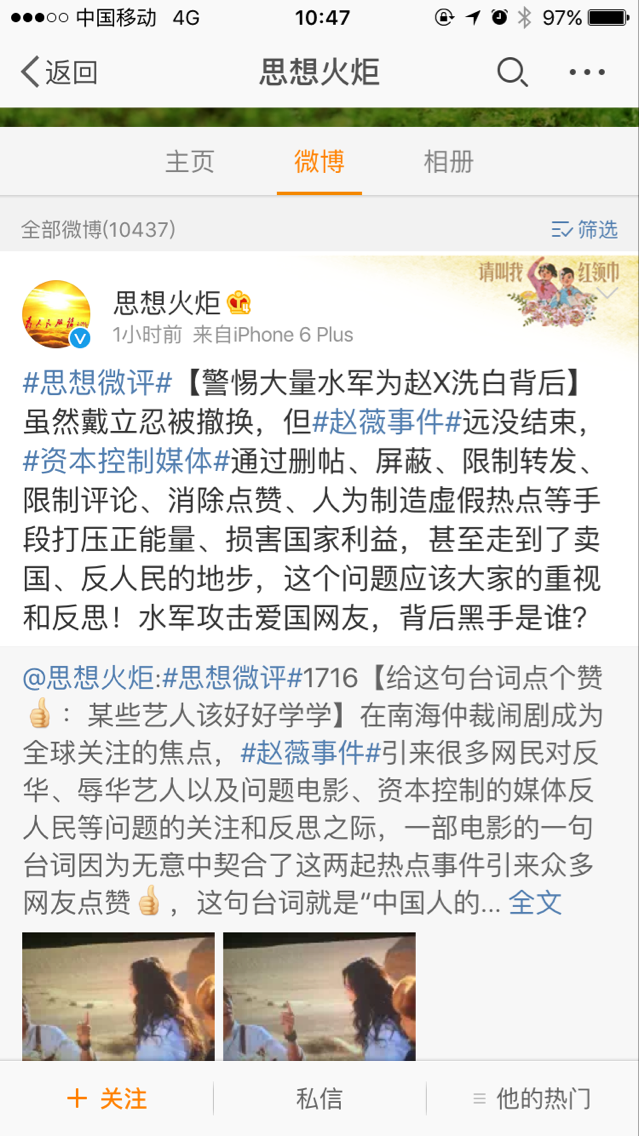 中国移动 4G 10:47 97%
返回 思想火炬
主页 微博 相册
全部微博(10437) 筛选
请叫我 红领巾
思想火炬
1小时前 来自iPhone 6 Plus
#思想微评#【警惕大量水军为赵X洗白背后】
虽然戴立忍被撤换，但#赵薇事件#远没结束，
#资本控制媒体#通过删帖、屏蔽、限制转发、
限制评论、消除点赞、人为制造虚假热点等手
段打压正能量、损害国家利益，甚至走到了卖
国、反人民的地步，这个问题应该大家的重视
和反思！水军攻击爱国网友，背后黑手是谁？
@思想火炬:#思想微评#1716【给这句台词点个赞
👍：某些艺人该好好学学】在南海仲裁闹剧成为
全球关注的焦点，#赵薇事件#引来很多网民对反
华、辱华艺人以及问题电影、资本控制的媒体反
人民等问题的关注和反思之际，一部电影的一句
台词因为无意中契合了这两起热点事件引来众多
网友点赞👍，这句台词就是“中国人的... 全文
+ 关注 私信 ≡ 他的热门